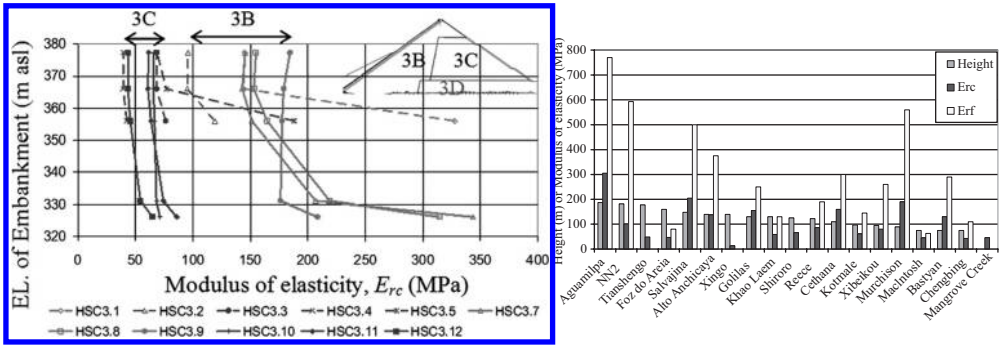 3C 3B
380
370
360
350
340
330
320
EL. of Embankment (m asl)
3B 3C
3D
0 50 100 150 200 250 300 350 400
Modulus of elasticity, Erc (MPa)
HSC3.1 HSC3.2 HSC3.3 HSC3.4 HSC3.5 HSC3.7
HSC3.8 HSC3.9 HSC3.10 HSC3.11 HSC3.12
Height (m) or Modulus of elasticity (MPa)
800
700
600
500
400
300
200
100
0
Height
Erc
Erf
Aguamilpa
NN2
Tianshengo
Foz do Areia
Salvajina
Alto Anchicaya
Xingo
Golilas
Khao Laem
Shiroro
Reece
Cethana
Kotmale
Xibeikou
Murchison
MacIntosh
Bastyan
Chengbing
Mangrove Creek